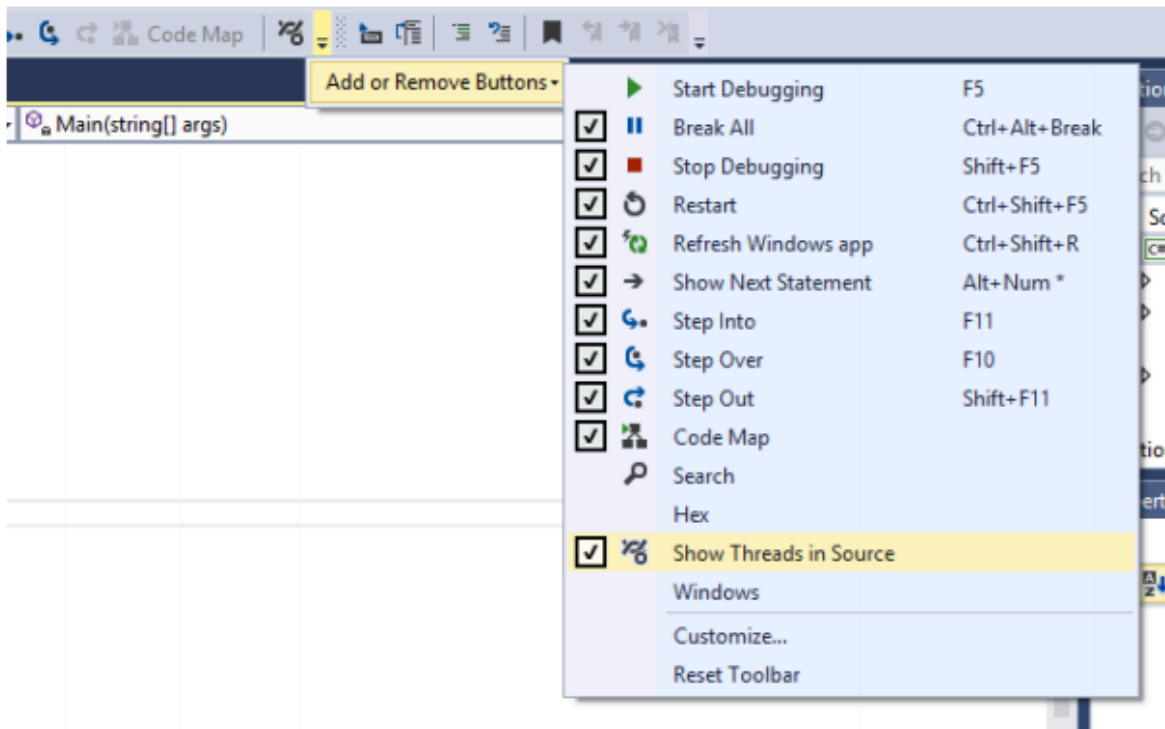 Code Map
Add or Remove Buttons
Main(string[] args)
Start Debugging F5
Break All Ctrl+Alt+Break
Stop Debugging Shift+F5
Restart Ctrl+Shift+F5
Refresh Windows app Ctrl+Shift+R
Show Next Statement Alt+Num *
Step Into F11
Step Over F10
Step Out Shift+F11
Code Map
Search
Hex
Show Threads in Source
Windows
Customize...
Reset Toolbar